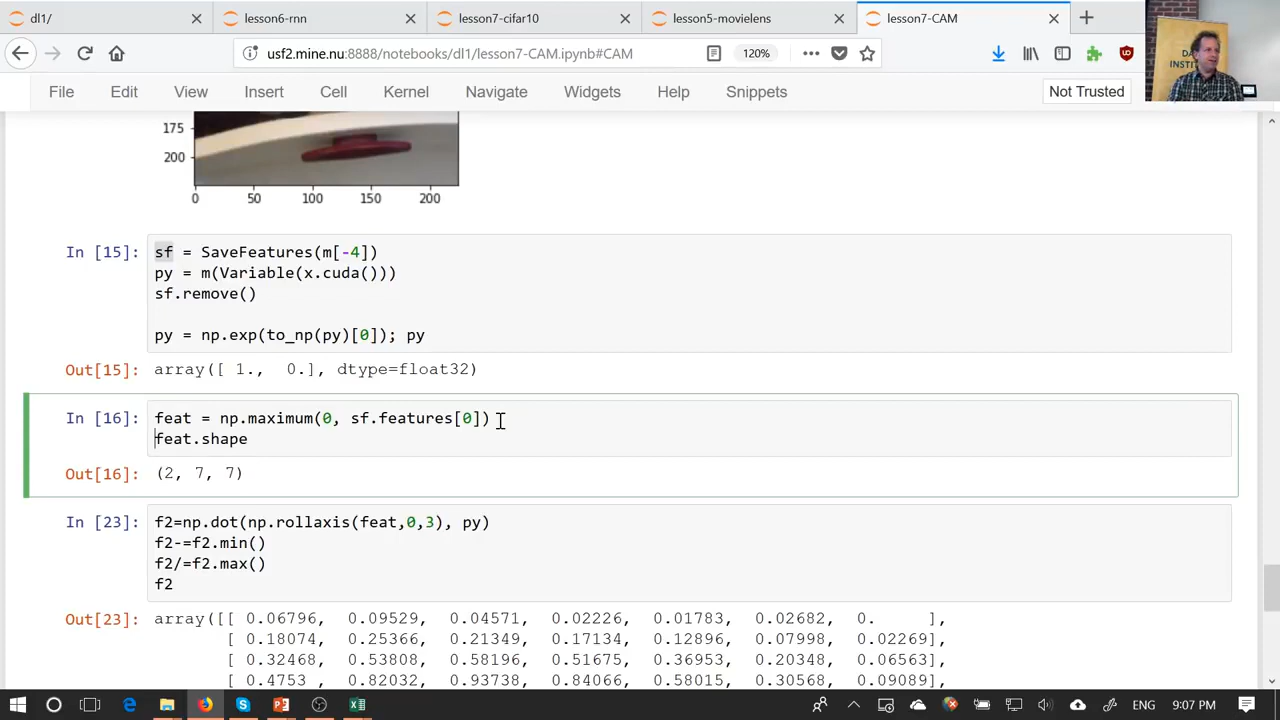 dl1/
lesson6-rnn
lesson7-cifar10
lesson5-movielens
lesson7-CAM
usf2.mine.nu:8888/notebooks/dl1/lesson7-CAM.ipynb#CAM
120%
File Edit View Insert Cell Kernel Navigate Widgets Help Snippets
Not Trusted
175
200
0 50 100 150 200
In [15]: sf = SaveFeatures(m[-4])
py = m(Variable(x.cuda()))
sf.remove()
py = np.exp(to_np(py)[0]); py
Out[15]: array([ 1., 0.], dtype=float32)
In [16]: feat = np.maximum(0, sf.features[0])
feat.shape
Out[16]: (2, 7, 7)
In [23]: f2=np.dot(np.rollaxis(feat,0,3), py)
f2-=f2.min()
f2/=f2.max()
f2
Out[23]: array([[ 0.06796, 0.09529, 0.04571, 0.02226, 0.01783, 0.02682, 0. ],
[ 0.18074, 0.25366, 0.21349, 0.17134, 0.12896, 0.07998, 0.02269],
[ 0.32468, 0.53808, 0.58196, 0.51675, 0.36953, 0.20348, 0.06563],
[ 0.4753 , 0.82032, 0.93738, 0.84066, 0.58015, 0.30568, 0.09089],
ENG 9:07 PM